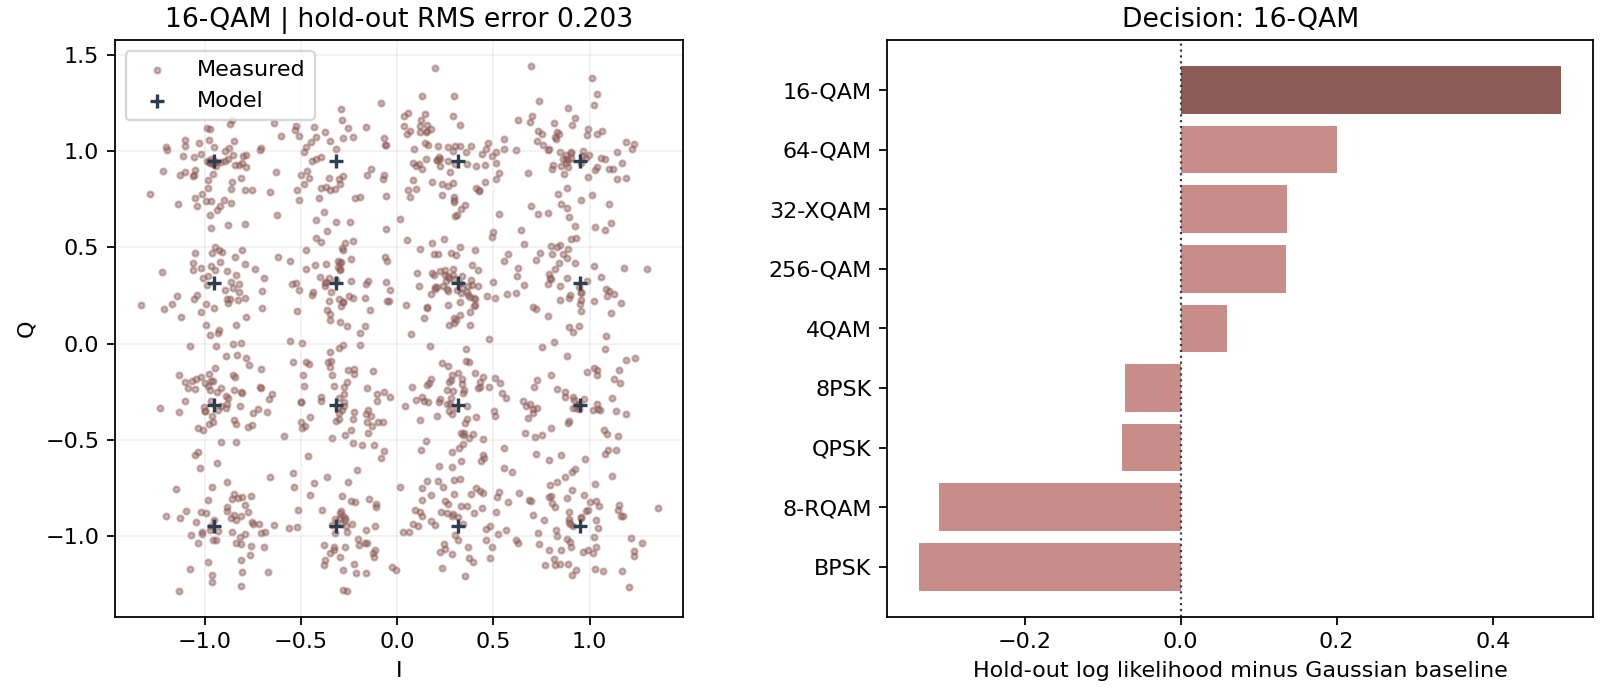 16-QAM | hold-out RMS error 0.203
Measured
Model
1.5
1.0
0.5
0.0
−0.5
−1.0
Q
−1.0
−0.5
0.0
0.5
1.0
I
Decision: 16-QAM
16-QAM
64-QAM
32-XQAM
256-QAM
4QAM
8PSK
QPSK
8-RQAM
BPSK
−0.2
0.0
0.2
0.4
Hold-out log likelihood minus Gaussian baseline